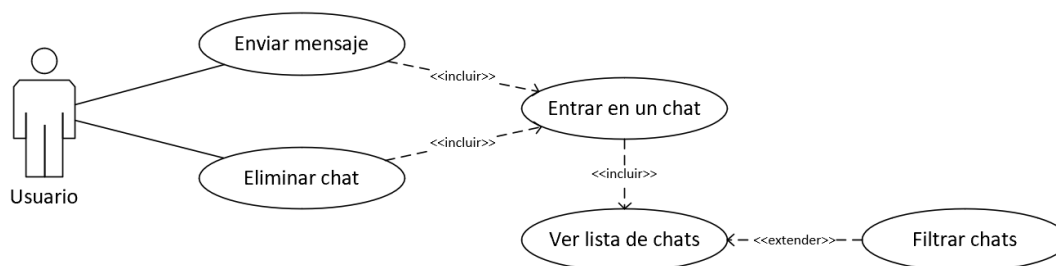 Enviar mensaje
<<incluir>>
Entrar en un chat
Usuario
Eliminar chat
<<incluir>>
<<incluir>>
Ver lista de chats
<<extender>>
Filtrar chats